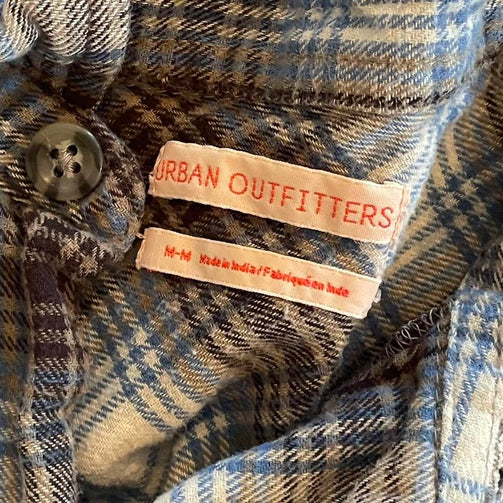 URBAN OUTFITTERS
M-M Made in India / Fabriqué en Inde